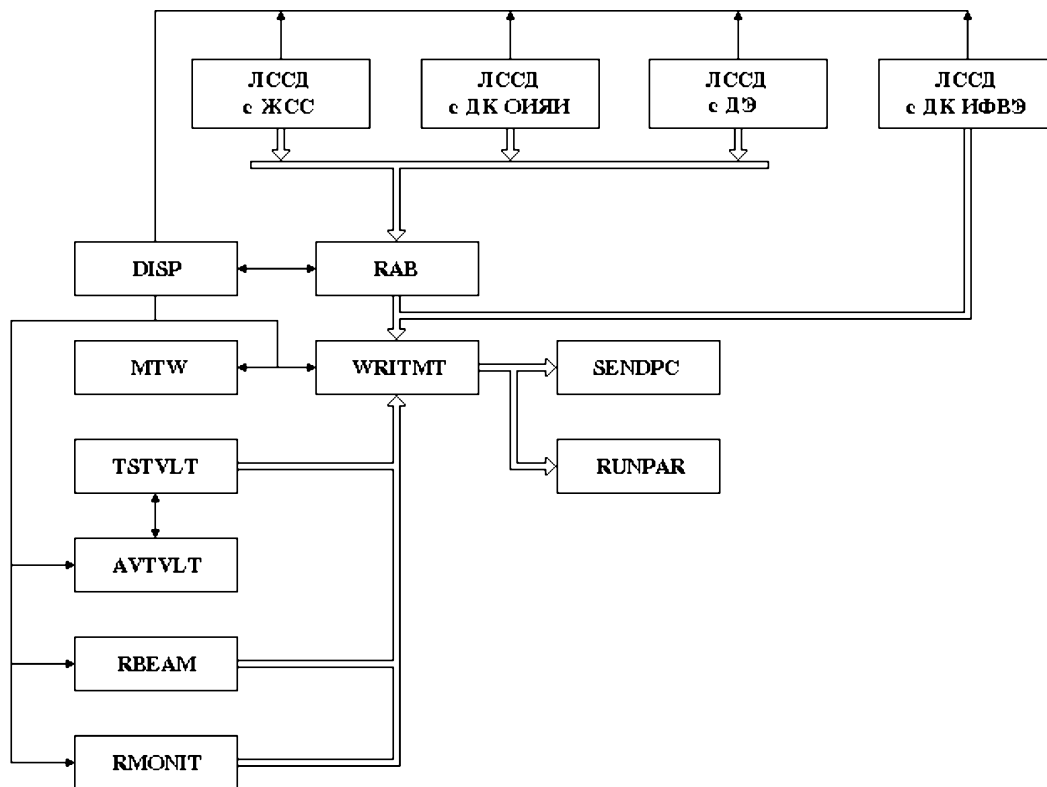 ЛССД
с ЖСС
ЛССД
с ДК ОИЯИ
ЛССД
с ДЭ
ЛССД
с ДК ИФВЭ
DISP
RAB
MTW
WRITMT
SENDPC
TSTVLT
RUNPAR
AVTVLT
RBEAM
RMONIT